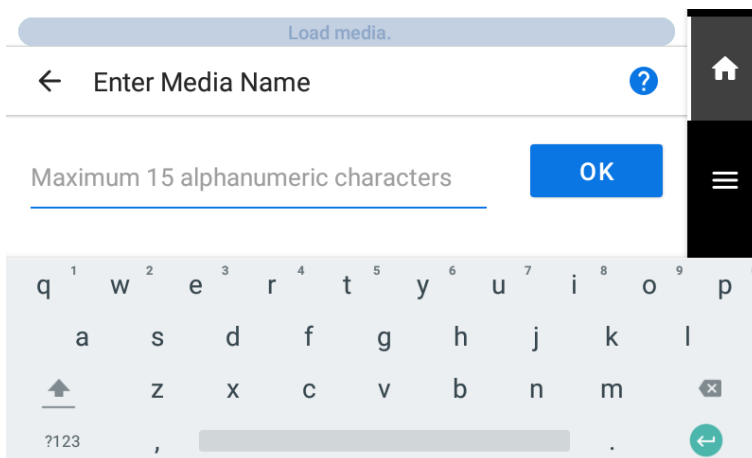 Load media.
Enter Media Name
?
Maximum 15 alphanumeric characters
OK
1 2 3 4 5 6 7 8 9
q w e r t y u i o p
a s d f g h j k l
z x c v b n m
?123 , .